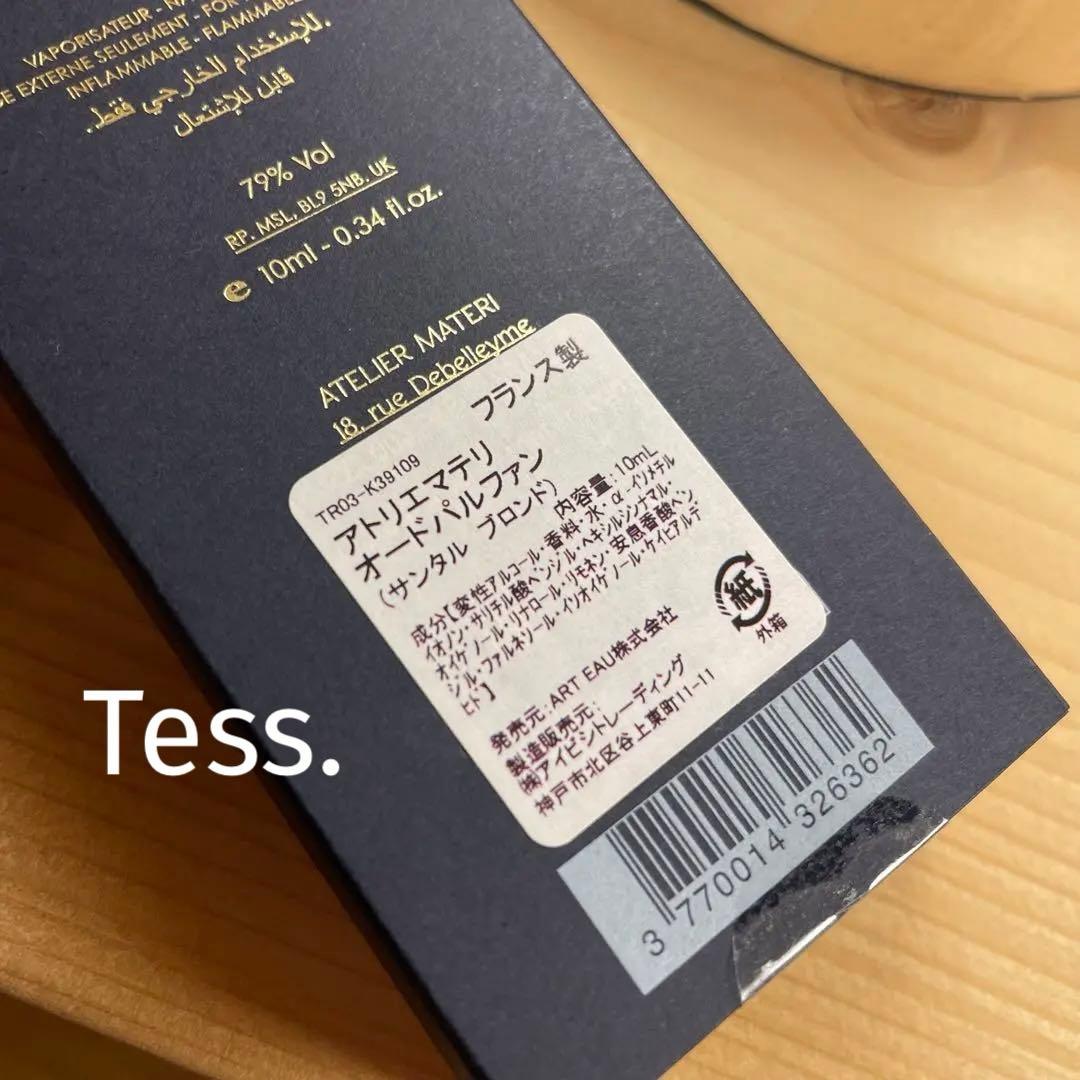 VAPORISATEUR - NA
EXTERNE SEULEMENT - FOR
INFLAMMABLE - FLAMMABLE
للإستخدام الخارجي فقط.
قابل للإشتعال
79% Vol
RP. MSL, BL9 5NB. UK
e 10ml - 0.34 fl.oz.
ATELIER MATERI
18, rue Debelleyme
フランス製
TR03-K39109
アトリエマテリ
オードパルファン
(サンタル ブロンド) 内容量:10mL
成分【変性アルコール・香料・水・α-イソメチル
イオノン・サリチル酸ベンジル・ヘキシルシンナマル・
オイゲノール・リナロール・リモネン・安息香酸ベン
ジル・ファルネソール・イソオイゲノール・ケイヒアルデ
ヒド】
発売元:ART EAU株式会社
製造販売元:
㈱アイビシトレーディング
神戸市北区谷上東町11-11
紙
外箱
3 770014 326362
Tess.